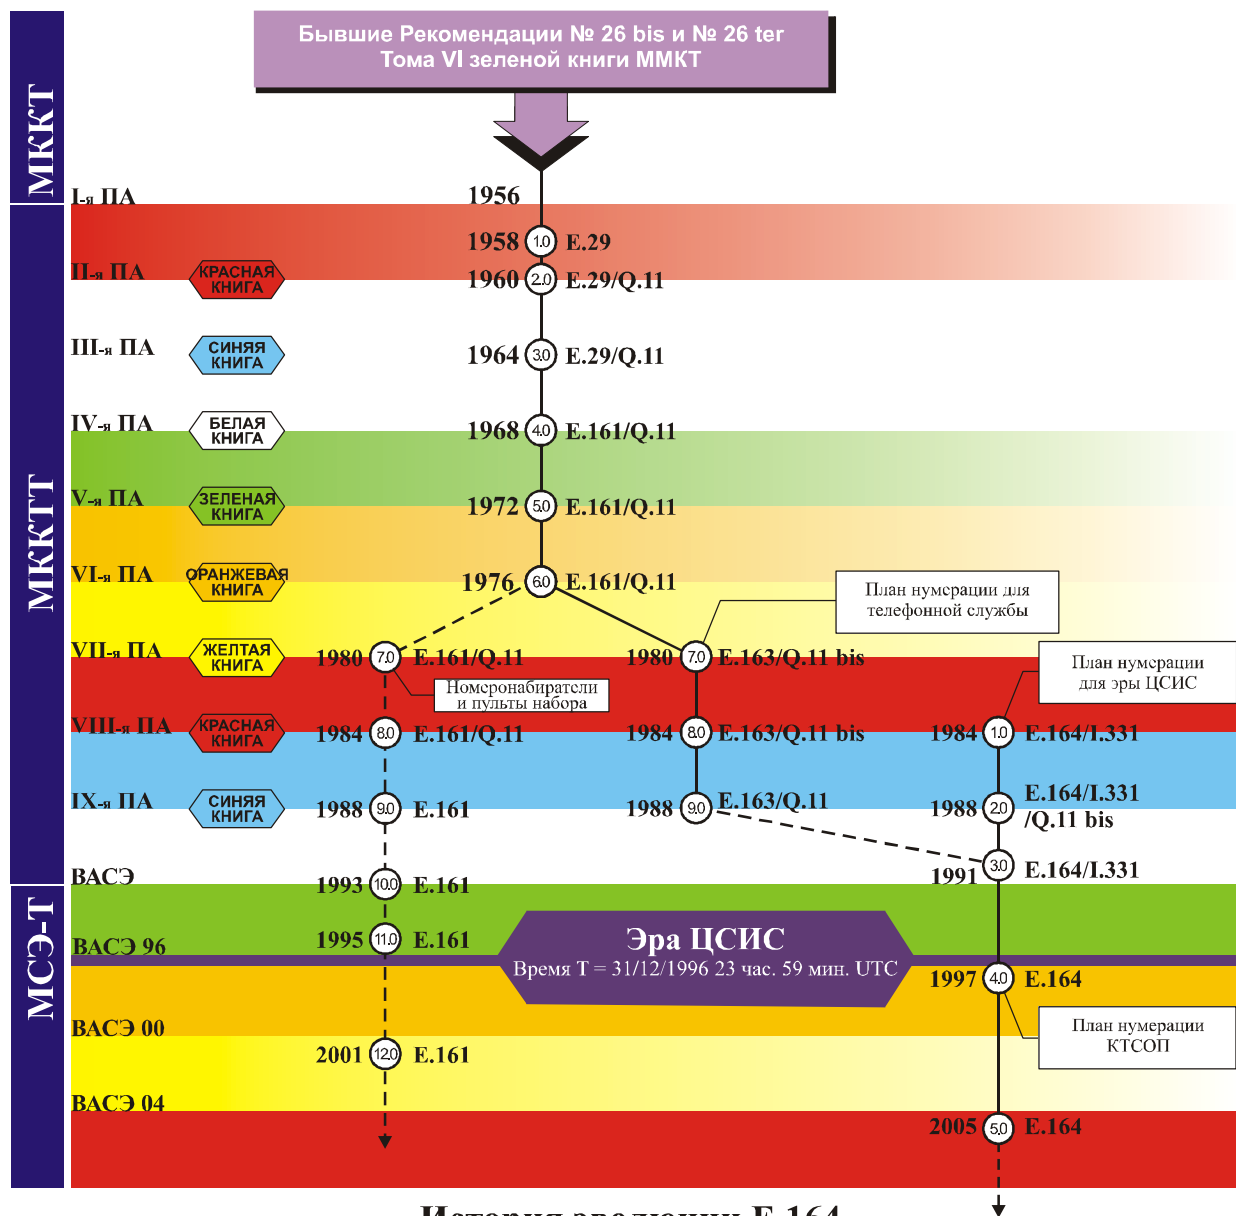 Бывшие Рекомендации № 26 bis и № 26 ter
Тома VI зеленой книги ММКТ
МККТ
I-я ПА
1956
1958 1.0 E.29
II-я ПА КРАСНАЯ КНИГА 1960 2.0 E.29/Q.11
III-я ПА СИНЯЯ КНИГА 1964 3.0 E.29/Q.11
IV-я ПА БЕЛАЯ КНИГА 1968 4.0 E.161/Q.11
МККТТ
V-я ПА ЗЕЛЕНАЯ КНИГА 1972 5.0 E.161/Q.11
VI-я ПА ОРАНЖЕВАЯ КНИГА 1976 6.0 E.161/Q.11
План нумерации для
телефонной службы
VII-я ПА ЖЕЛТАЯ КНИГА 1980 7.0 E.161/Q.11 1980 7.0 E.163/Q.11 bis
План нумерации
для эры ЦСИС
Номеронабиратели
и пульты набора
VIII-я ПА КРАСНАЯ КНИГА 1984 8.0 E.161/Q.11 1984 8.0 E.163/Q.11 bis 1984 1.0 E.164/I.331
IX-я ПА СИНЯЯ КНИГА 1988 9.0 E.161 1988 9.0 E.163/Q.11 1988 2.0 E.164/I.331
/Q.11 bis
1991 3.0 E.164/I.331
ВАСЭ 1993 10.0 E.161
МСЭ-Т
1995 11.0 E.161
ВАСЭ 96
Эра ЦСИС
Время T = 31/12/1996 23 час. 59 мин. UTC
1997 4.0 E.164
План нумерации
КТСОП
ВАСЭ 00
2001 12.0 E.161
ВАСЭ 04
2005 5.0 E.164
История эволюции E.164